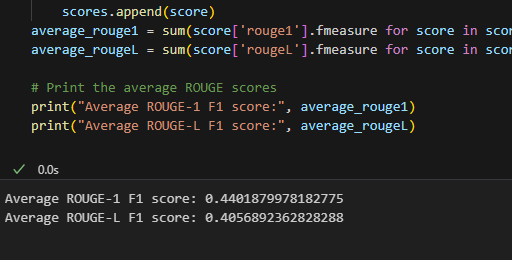 scores.append(score)
average_rouge1 = sum(score['rouge1'].fmeasure for score in scor
average_rougeL = sum(score['rougeL'].fmeasure for score in scor
# Print the average ROUGE scores
print("Average ROUGE-1 F1 score:", average_rouge1)
print("Average ROUGE-L F1 score:", average_rougeL)
0.0s
Average ROUGE-1 F1 score: 0.4401879978182775
Average ROUGE-L F1 score: 0.4056892362828288